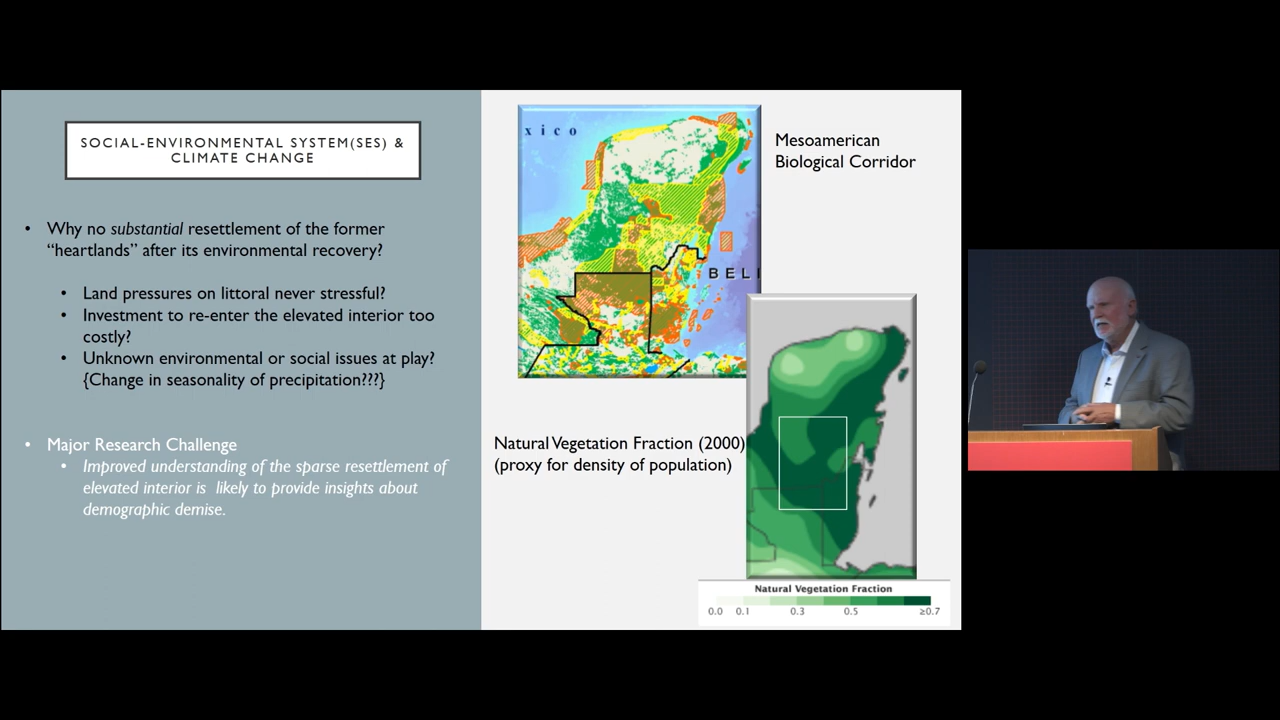 SOCIAL-ENVIRONMENTAL SYSTEM(SES) &
CLIMATE CHANGE
• Why no substantial resettlement of the former
“heartlands” after its environmental recovery?
• Land pressures on littoral never stressful?
• Investment to re-enter the elevated interior too
costly?
• Unknown environmental or social issues at play?
{Change in seasonality of precipitation???}
• Major Research Challenge
• Improved understanding of the sparse resettlement of
elevated interior is likely to provide insights about
demographic demise.
xico
BELI
Mesoamerican
Biological Corridor
Natural Vegetation Fraction (2000)
(proxy for density of population)
Natural Vegetation Fraction
0.0 0.1 0.3 0.5 ≥0.7